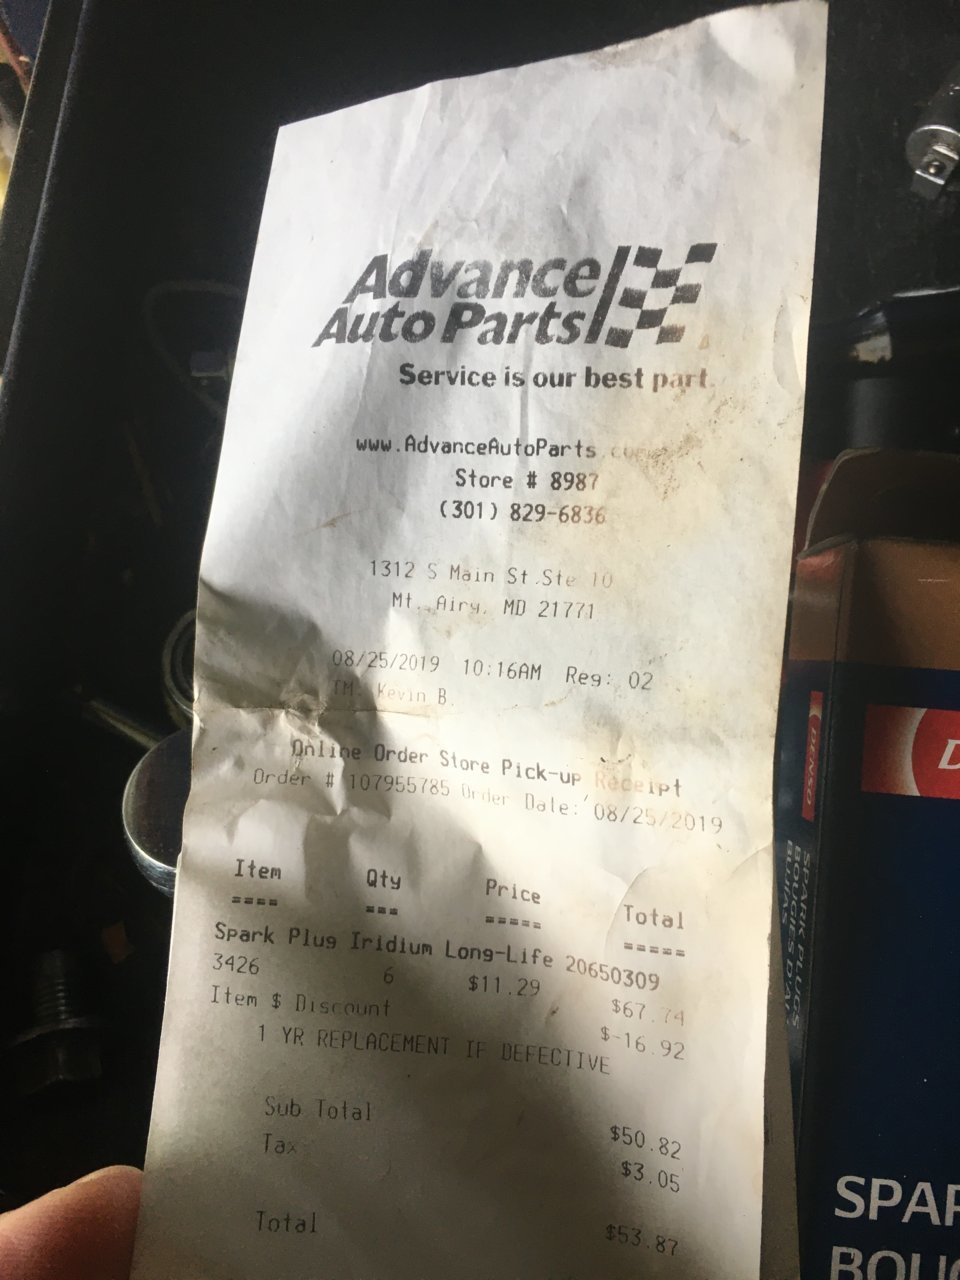 Advance
Auto Parts
Service is our best part.
www.AdvanceAutoParts.com
Store # 8987
(301) 829-6836
1312 S Main St.Ste 10
Mt. Airy, MD 21771
08/25/2019 10:16AM Reg: 02
TM: Kevin B.
Online Order Store Pick-up Receipt
Order # 107955785 Order Date: 08/25/2019
Item Qty Price Total
==== === ===== =====
Spark Plug Iridium Long-Life 20650309
3426 6 $11.29 $67.74
Item $ Discount $-16.92
1 YR REPLACEMENT IF DEFECTIVE
Sub Total $50.82
Tax $3.05
Total $53.87
DENSO
SPARK PLUGS
D